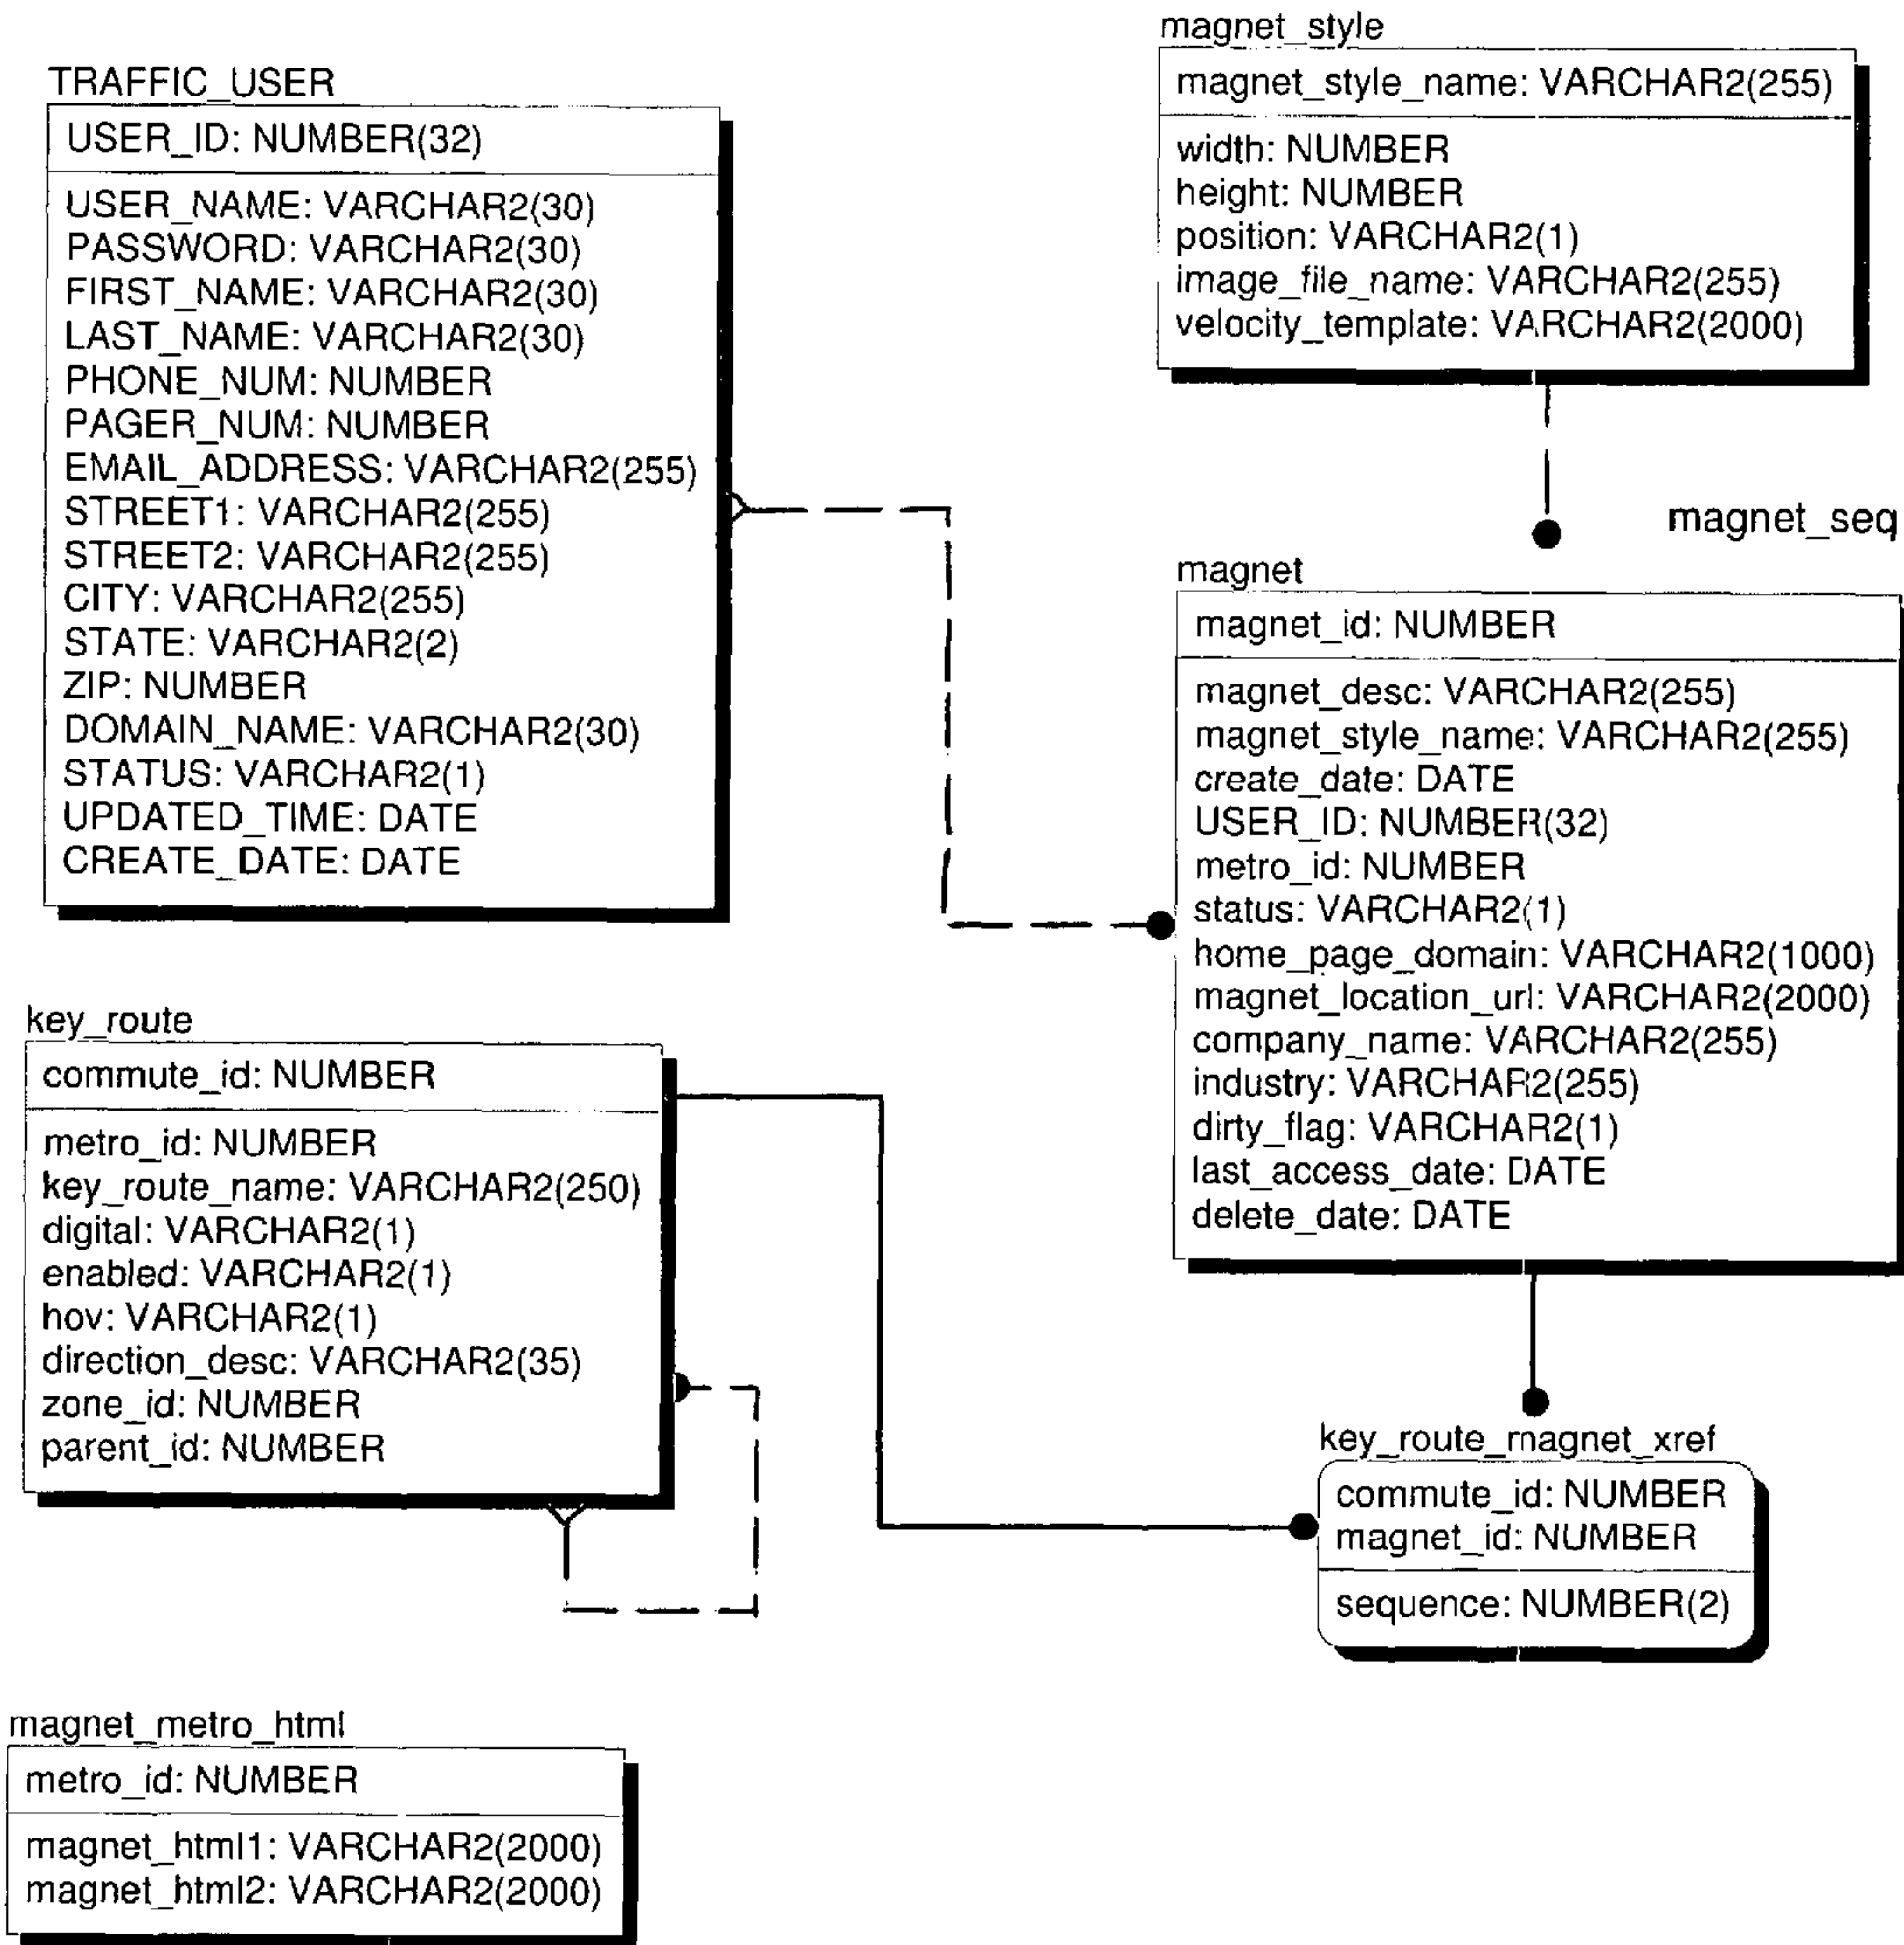 TRAFFIC_USER
USER_ID: NUMBER(32)
USER_NAME: VARCHAR2(30)
PASSWORD: VARCHAR2(30)
FIRST_NAME: VARCHAR2(30)
LAST_NAME: VARCHAR2(30)
PHONE_NUM: NUMBER
PAGER_NUM: NUMBER
EMAIL_ADDRESS: VARCHAR2(255)
STREET1: VARCHAR2(255)
STREET2: VARCHAR2(255)
CITY: VARCHAR2(255)
STATE: VARCHAR2(2)
ZIP: NUMBER
DOMAIN_NAME: VARCHAR2(30)
STATUS: VARCHAR2(1)
UPDATED_TIME: DATE
CREATE_DATE: DATE
magnet_style
magnet_style_name: VARCHAR2(255)
width: NUMBER
height: NUMBER
position: VARCHAR2(1)
image_file_name: VARCHAR2(255)
velocity_template: VARCHAR2(2000)
magnet_seq
magnet
magnet_id: NUMBER
magnet_desc: VARCHAR2(255)
magnet_style_name: VARCHAR2(255)
create_date: DATE
USER_ID: NUMBER(32)
metro_id: NUMBER
status: VARCHAR2(1)
home_page_domain: VARCHAR2(1000)
magnet_location_url: VARCHAR2(2000)
company_name: VARCHAR2(255)
industry: VARCHAR2(255)
dirty_flag: VARCHAR2(1)
last_access_date: DATE
delete_date: DATE
key_route
commute_id: NUMBER
metro_id: NUMBER
key_route_name: VARCHAR2(250)
digital: VARCHAR2(1)
enabled: VARCHAR2(1)
hov: VARCHAR2(1)
direction_desc: VARCHAR2(35)
zone_id: NUMBER
parent_id: NUMBER
key_route_magnet_xref
commute_id: NUMBER
magnet_id: NUMBER
sequence: NUMBER(2)
magnet_metro_html
metro_id: NUMBER
magnet_html1: VARCHAR2(2000)
magnet_html2: VARCHAR2(2000)